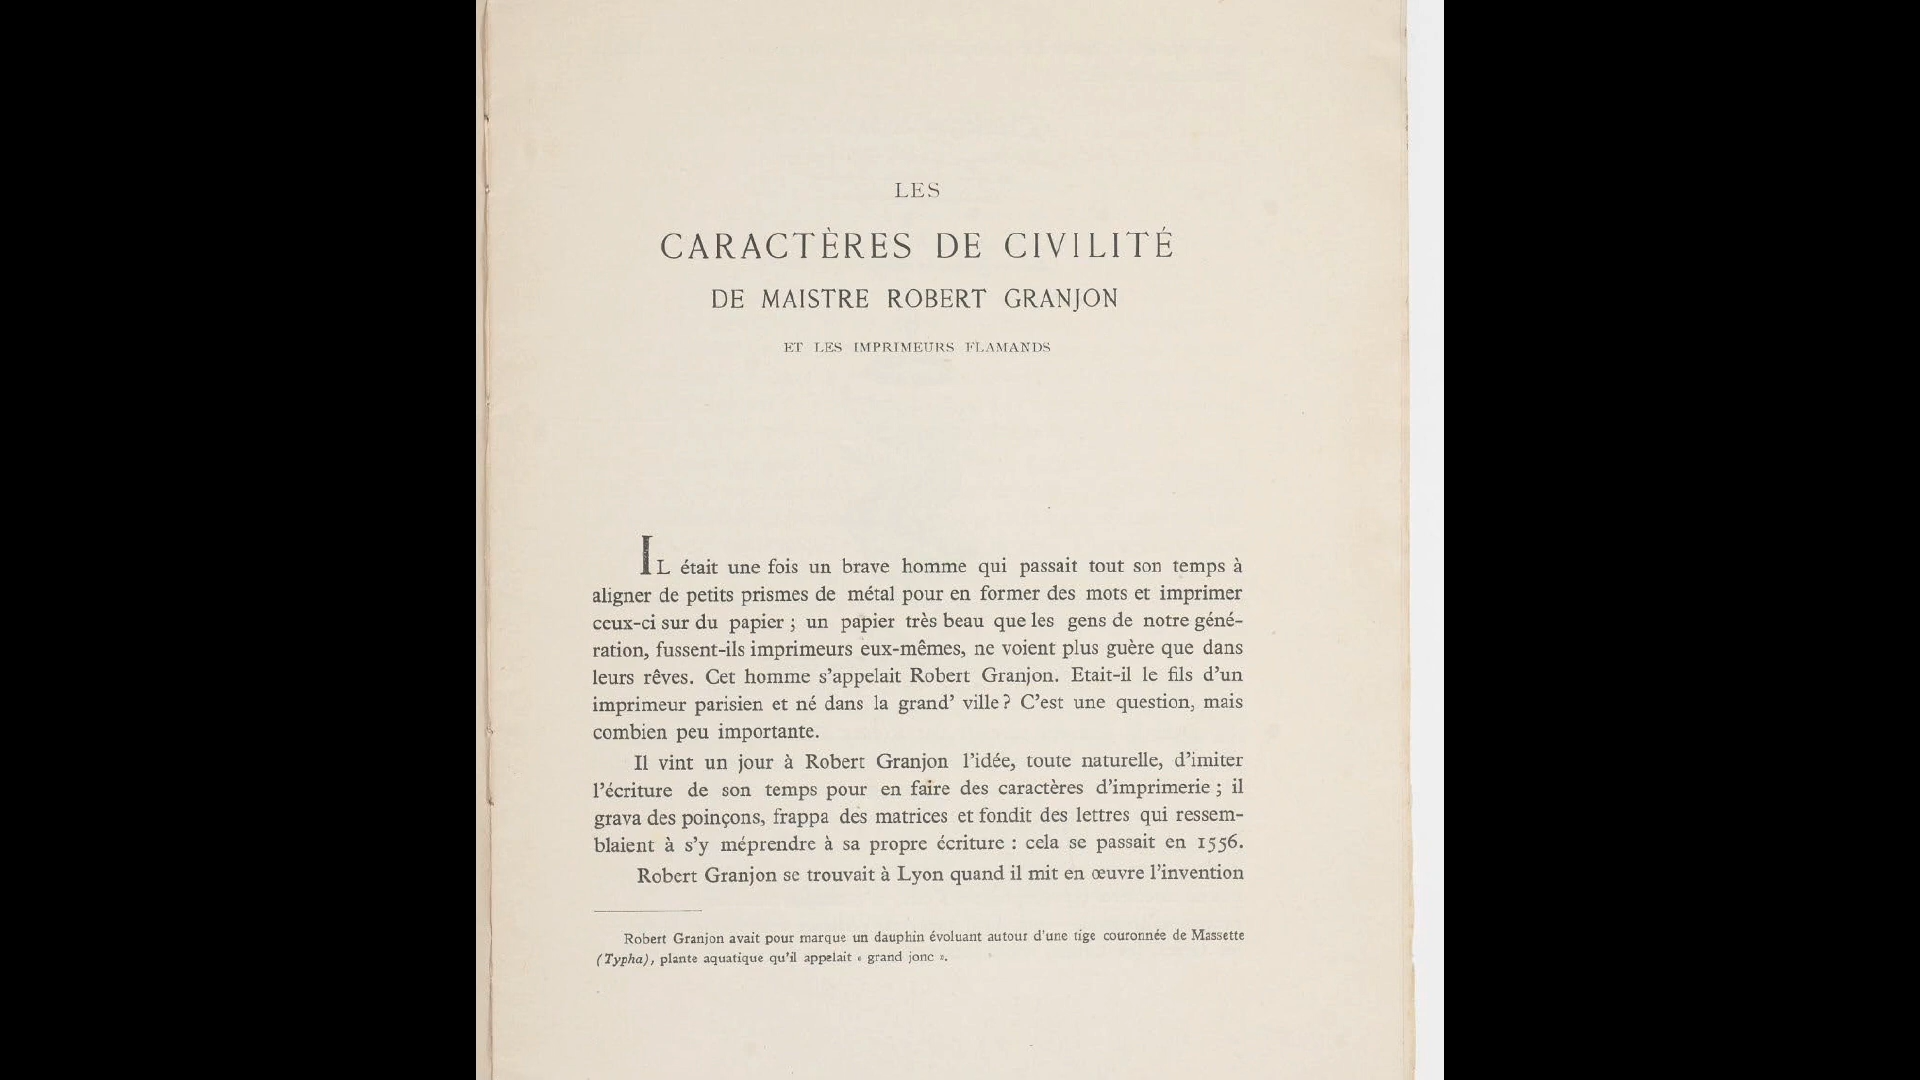 LES
CARACTÈRES DE CIVILITÉ
DE MAISTRE ROBERT GRANJON
ET LES IMPRIMEURS FLAMANDS
IL était une fois un brave homme qui passait tout son temps à
aligner de petits prismes de métal pour en former des mots et imprimer
ceux-ci sur du papier ; un papier très beau que les gens de notre géné-
ration, fussent-ils imprimeurs eux-mêmes, ne voient plus guère que dans
leurs rêves. Cet homme s'appelait Robert Granjon. Etait-il le fils d'un
imprimeur parisien et né dans la grand' ville ? C'est une question, mais
combien peu importante.
Il vint un jour à Robert Granjon l'idée, toute naturelle, d'imiter
l'écriture de son temps pour en faire des caractères d'imprimerie ; il
grava des poinçons, frappa des matrices et fondit des lettres qui ressem-
blaient à s'y méprendre à sa propre écriture : cela se passait en 1556.
Robert Granjon se trouvait à Lyon quand il mit en œuvre l'invention
Robert Granjon avait pour marque un dauphin évoluant autour d'une tige couronnée de Massette
(Typha), plante aquatique qu'il appelait « grand jonc ».